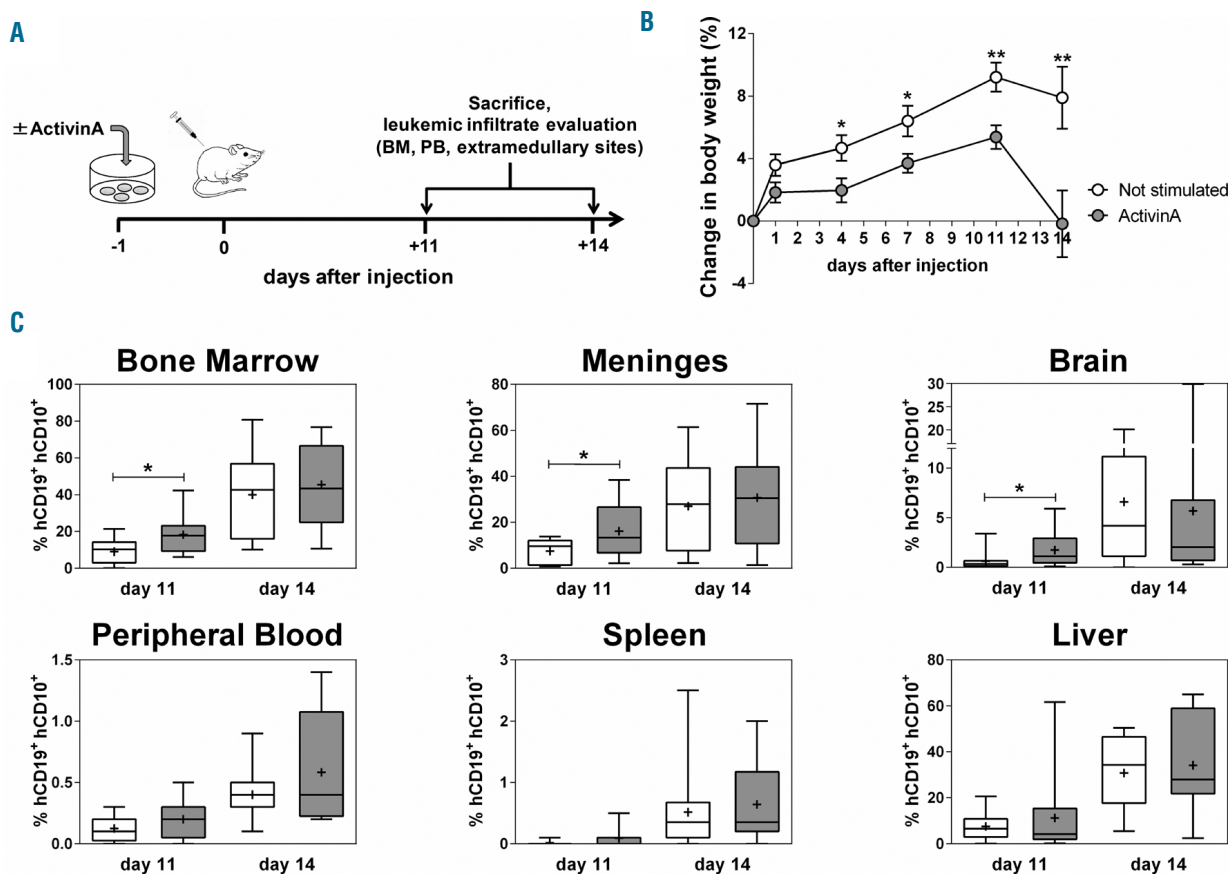 A
±ActivinA
Sacrifice,
leukemic infiltrate evaluation
(BM, PB, extramedullary sites)
-1 0 +11 +14
days after injection
B
Change in body weight (%)
12
8
4
0
-4
* * ** **
1 2 3 4 5 6 7 8 9 10 11 12 13 14
days after injection
Not stimulated
ActivinA
C
Bone Marrow
% hCD19+ hCD10+
100
80
60
40
20
0
*
day 11 day 14
Meninges
% hCD19+ hCD10+
80
60
40
20
0
*
day 11 day 14
Brain
% hCD19+ hCD10+
30
25
20
15
10
5
0
*
day 11 day 14
Peripheral Blood
% hCD19+ hCD10+
1.5
1.0
0.5
0.0
day 11 day 14
Spleen
% hCD19+ hCD10+
3
2
1
0
day 11 day 14
Liver
% hCD19+ hCD10+
80
60
40
20
0
day 11 day 14